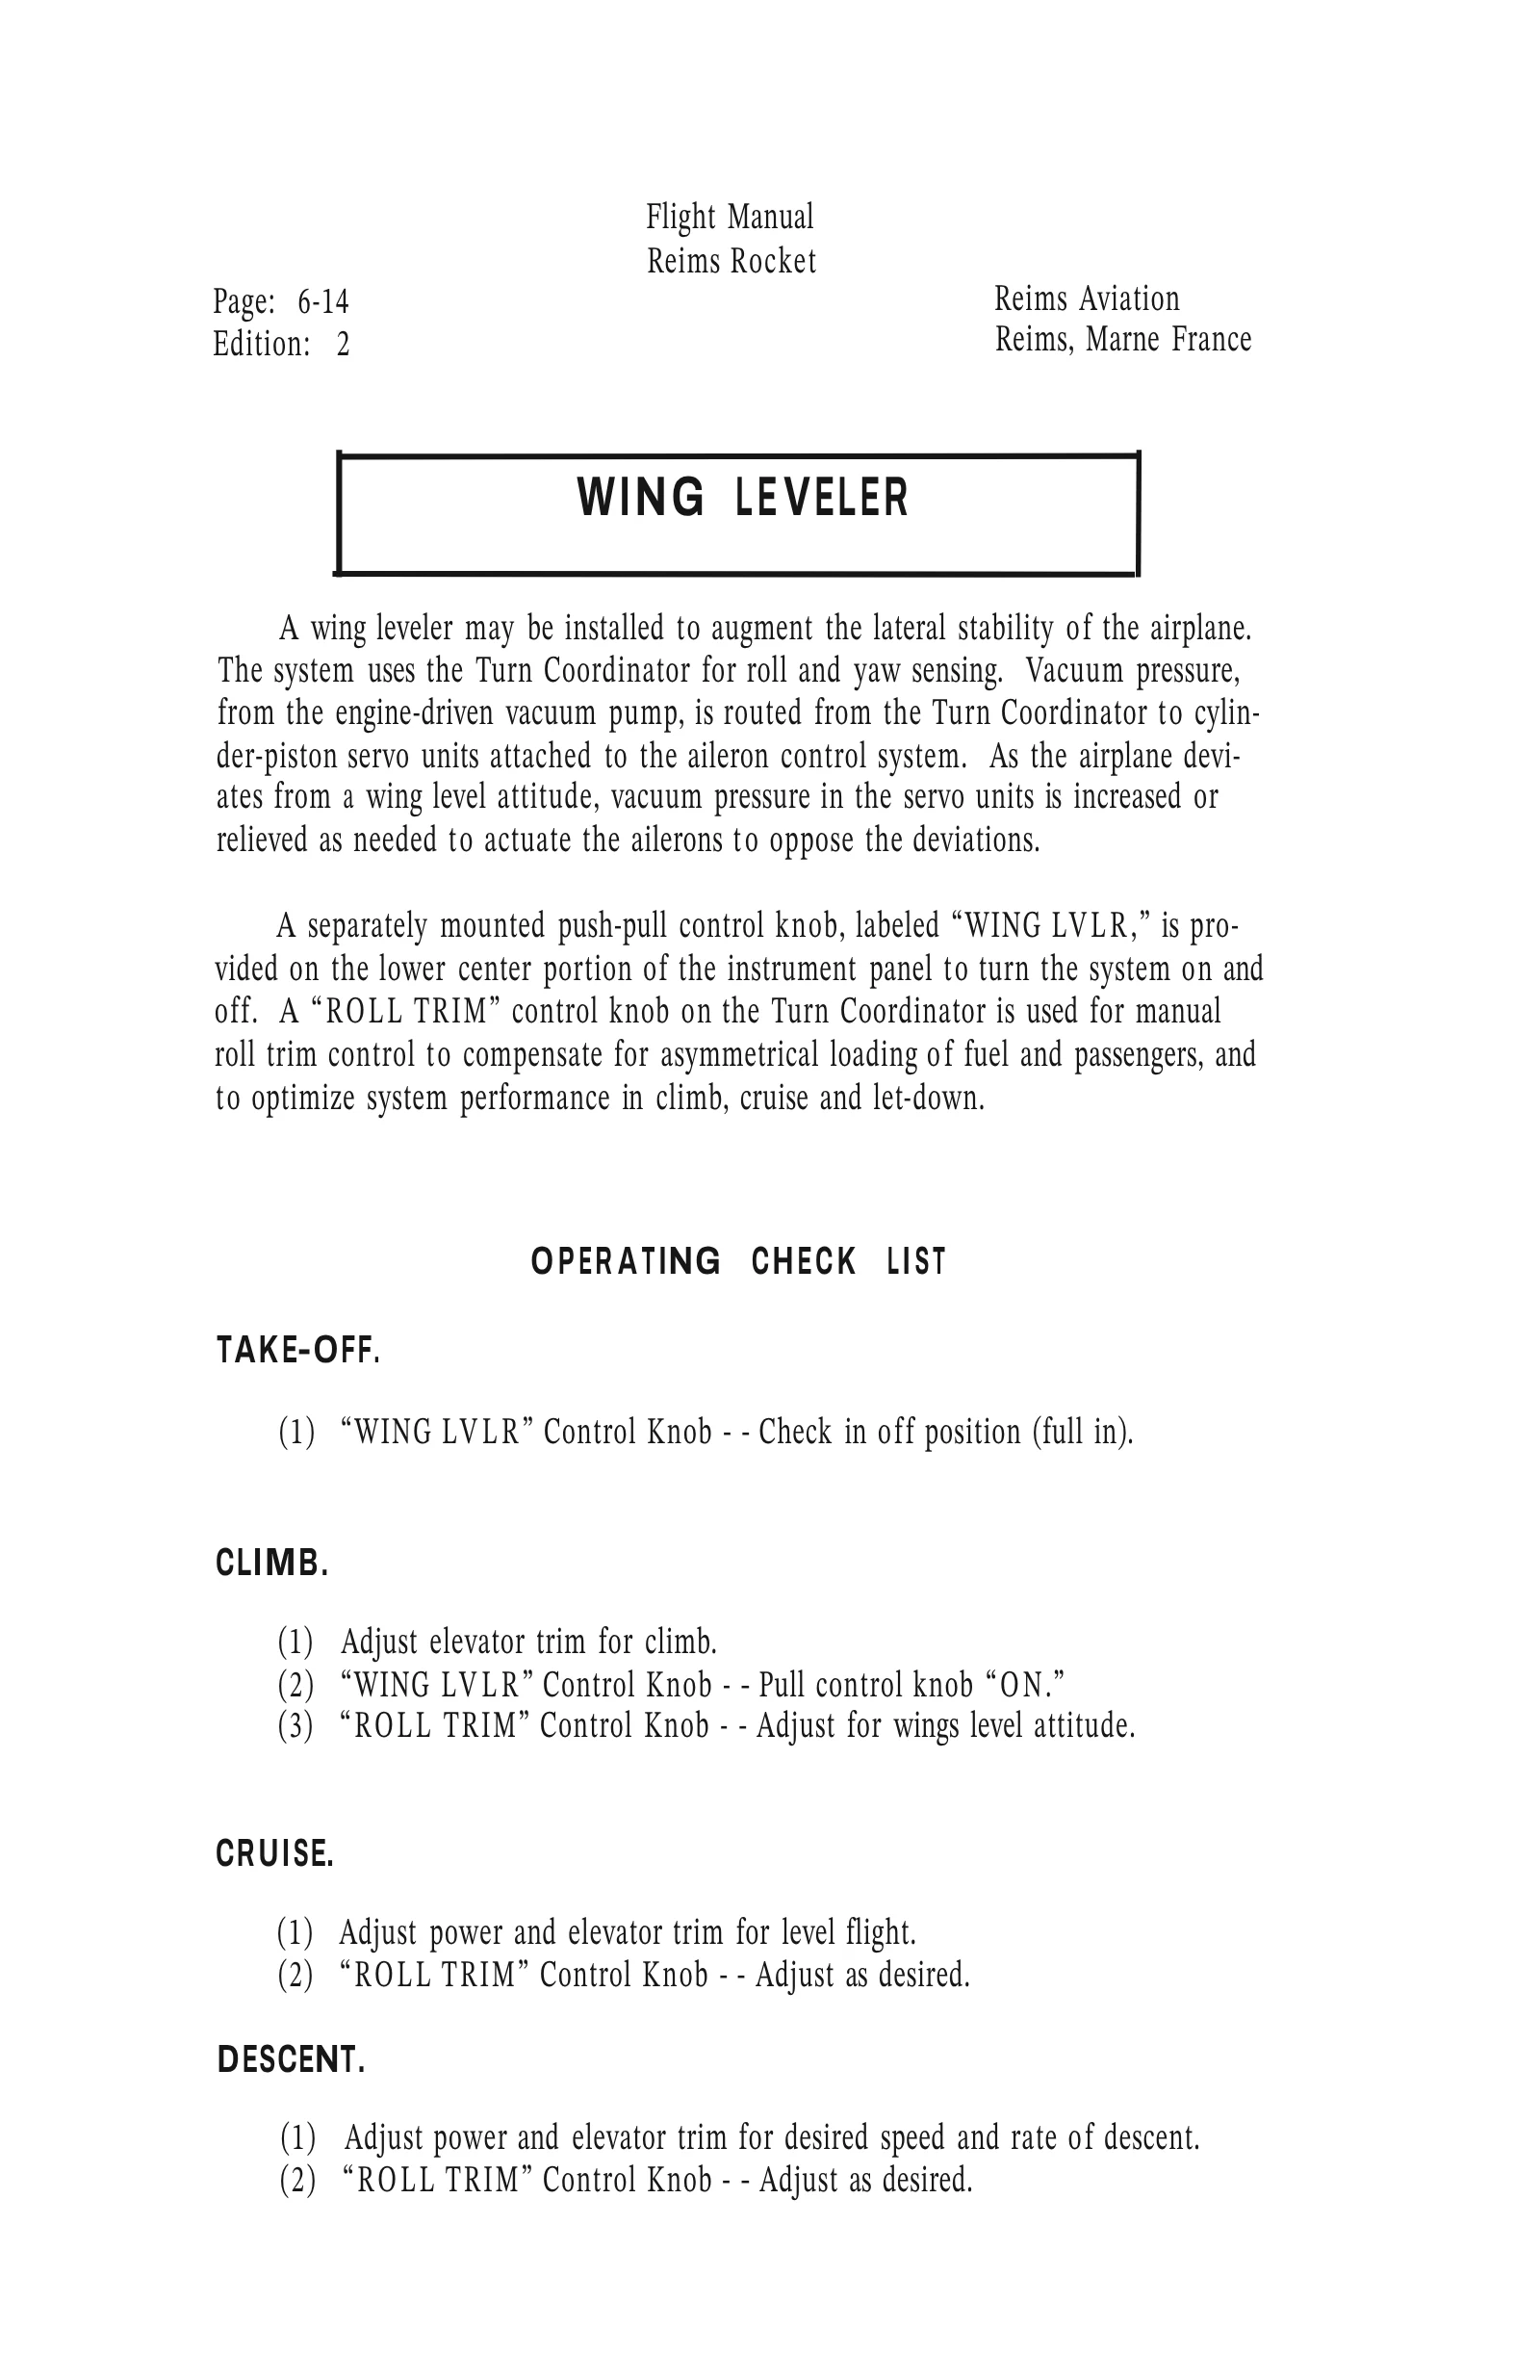 Flight Manual
Reims Rocket
Page: 6-14
Edition: 2
Reims Aviation
Reims, Marne France
WING LEVELER
A wing leveler may be installed to augment the lateral stability of the airplane.
The system uses the Turn Coordinator for roll and yaw sensing. Vacuum pressure,
from the engine-driven vacuum pump, is routed from the Turn Coordinator to cylin-
der-piston servo units attached to the aileron control system. As the airplane devi-
ates from a wing level attitude, vacuum pressure in the servo units is increased or
relieved as needed to actuate the ailerons to oppose the deviations.
A separately mounted push-pull control knob, labeled “WING LVLR,” is pro-
vided on the lower center portion of the instrument panel to turn the system on and
off. A “ROLL TRIM” control knob on the Turn Coordinator is used for manual
roll trim control to compensate for asymmetrical loading of fuel and passengers, and
to optimize system performance in climb, cruise and let-down.
OPERATING CHECK LIST
TAKE-OFF.
(1) “WING LVLR” Control Knob - - Check in off position (full in).
CLIMB.
(1) Adjust elevator trim for climb.
(2) “WING LVLR” Control Knob - - Pull control knob “ON.”
(3) “ROLL TRIM” Control Knob - - Adjust for wings level attitude.
CRUISE.
(1) Adjust power and elevator trim for level flight.
(2) “ROLL TRIM” Control Knob - - Adjust as desired.
DESCENT.
(1) Adjust power and elevator trim for desired speed and rate of descent.
(2) “ROLL TRIM” Control Knob - - Adjust as desired.